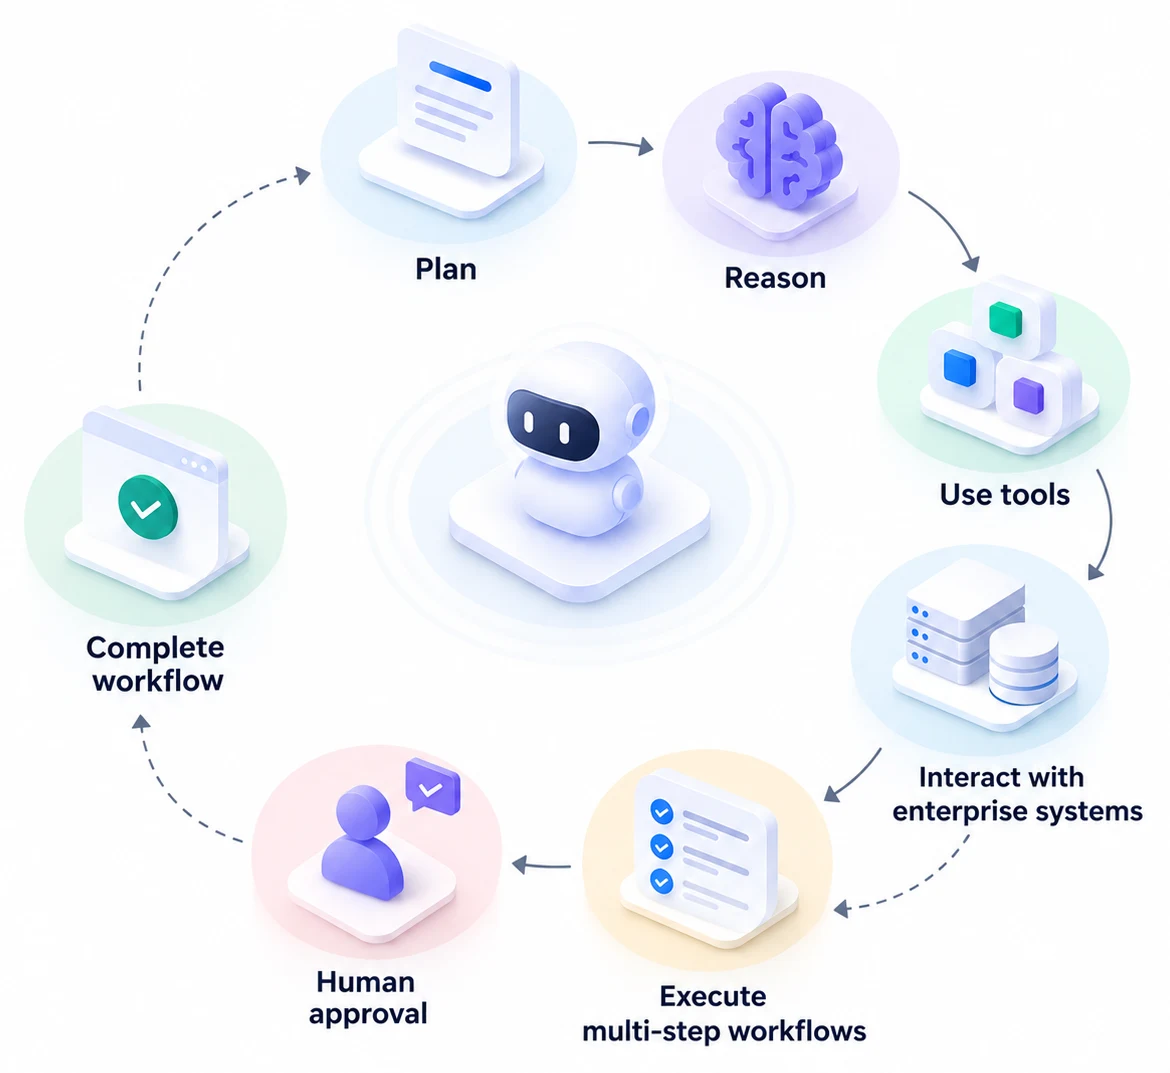 Plan
Reason
Use tools
Interact with
enterprise systems
Execute
multi-step workflows
Human
approval
Complete
workflow